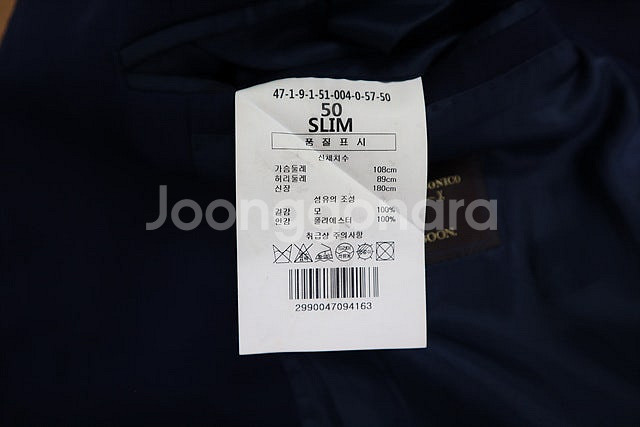 47-1-9-1-51-004-0-57-50
50
SLIM
품 질 표 시
신체치수
가슴둘레 108cm
허리둘레 89cm
신장 180cm
섬유의 조성
겉감 모 100%
안감 폴리에스터 100%
취급상 주의사항
2990047094163
Joonggonara